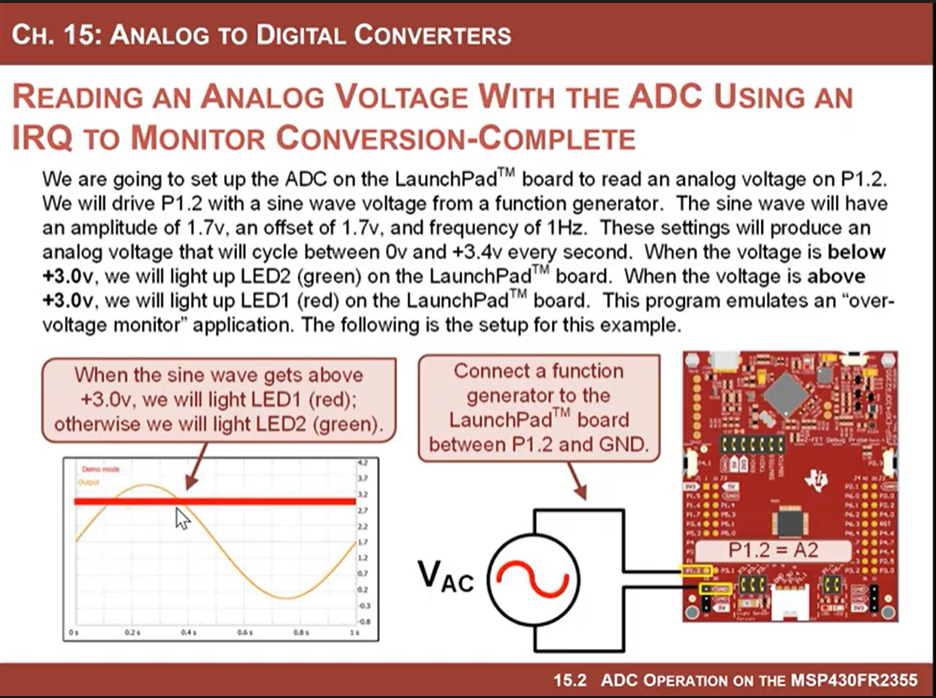 CH. 15: ANALOG TO DIGITAL CONVERTERS
READING AN ANALOG VOLTAGE WITH THE ADC USING AN
IRQ TO MONITOR CONVERSION-COMPLETE
We are going to set up the ADC on the LaunchPad™ board to read an analog voltage on P1.2.
We will drive P1.2 with a sine wave voltage from a function generator. The sine wave will have
an amplitude of 1.7v, an offset of 1.7v, and frequency of 1Hz. These settings will produce an
analog voltage that will cycle between 0v and +3.4v every second. When the voltage is below
+3.0v, we will light up LED2 (green) on the LaunchPad™ board. When the voltage is above
+3.0v, we will light up LED1 (red) on the LaunchPad™ board. This program emulates an “over-
voltage monitor” application. The following is the setup for this example.
When the sine wave gets above
+3.0v, we will light LED1 (red);
otherwise we will light LED2 (green).
Connect a function
generator to the
LaunchPad™ board
between P1.2 and GND.
Demo mode
Output
4.2
3.7
3.2
2.7
2.2
1.7
1.2
0.7
0.2
-0.3
-0.8
0 s 0.2 s 0.4 s 0.6 s 0.8 s 1 s
VAC
P1.2 = A2
15.2 ADC OPERATION ON THE MSP430FR2355